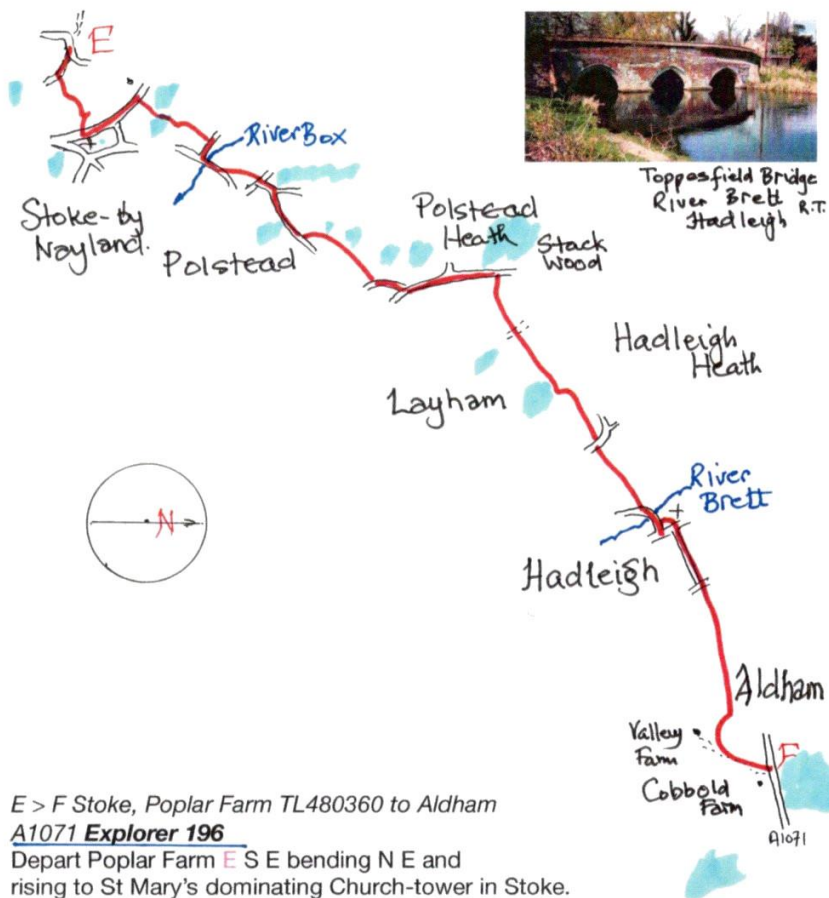 E
River Box
Toppesfield Bridge
River Brett
Hadleigh R.T.
Stoke-by
Nayland.
Polstead
Polstead
Heath
Stack
Wood
Hadleigh
Heath
Layham
N
River
Brett
Hadleigh
Aldham
Valley
Farm
F
Cobbold
Farm
A1071
E > F Stoke, Poplar Farm TL480360 to Aldham
A1071 Explorer 196
Depart Poplar Farm E S E bending N E and
rising to St Mary's dominating Church-tower in Stoke.